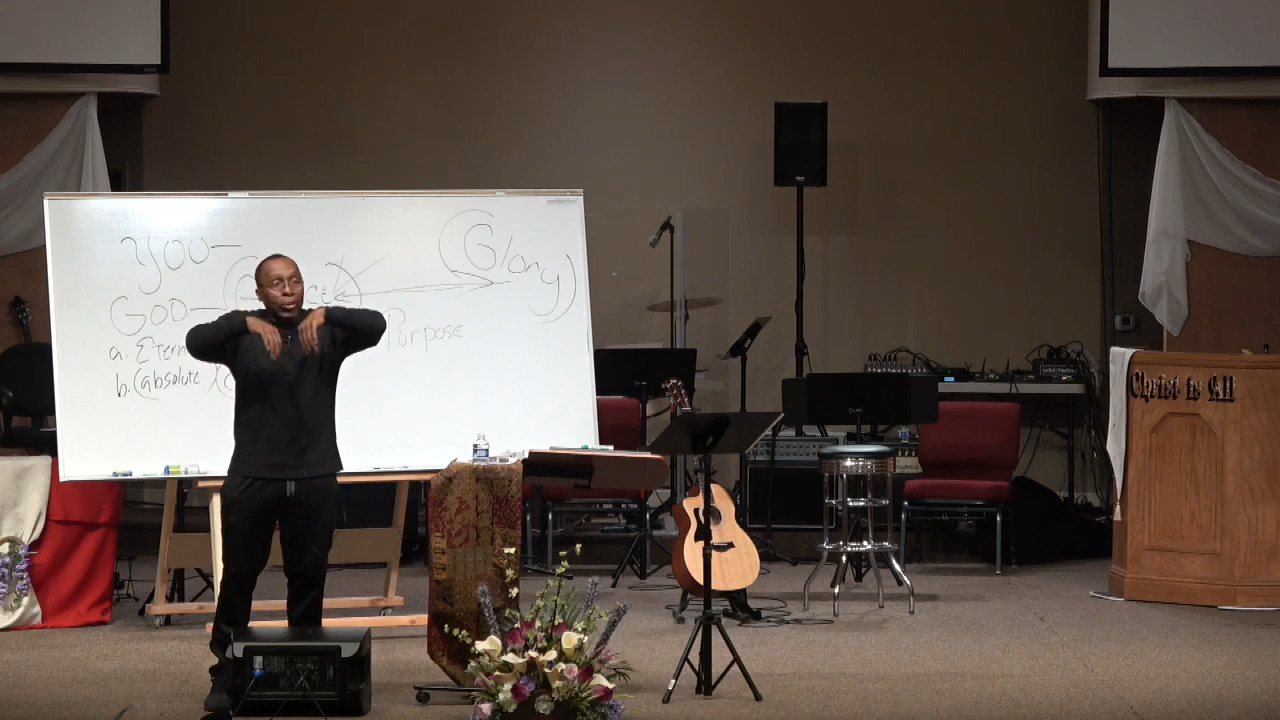 YOU —
Glory
GOD —
Purpose
a. Etern
b. (absolute
Christ is All